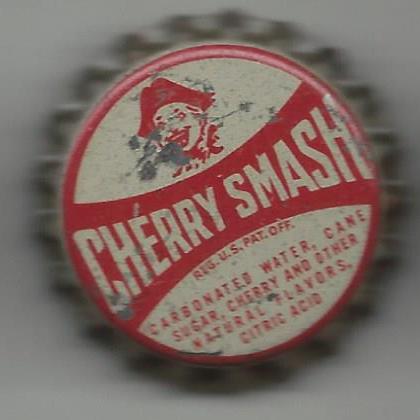 CHERRY SMASH
REG. U.S. PAT. OFF.
CARBONATED WATER, CANE
SUGAR, CHERRY AND OTHER
NATURAL FLAVORS,
CITRIC ACID